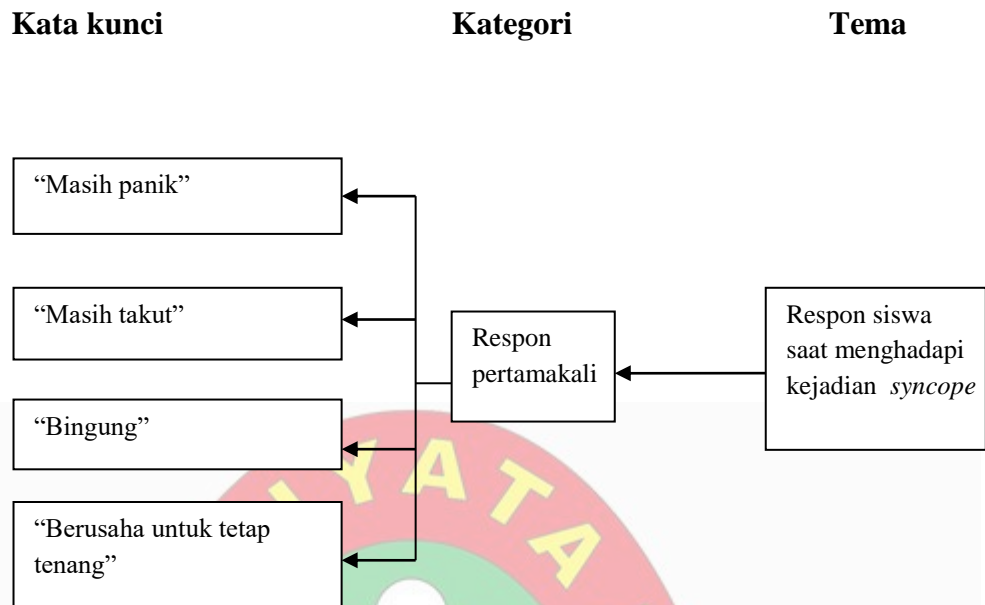 Kata kunci Kategori Tema
“Masih panik”
“Masih takut”
“Bingung”
“Berusaha untuk tetap
tenang”
Respon
pertamakali
Respon siswa
saat menghadapi
kejadian syncope
YATA